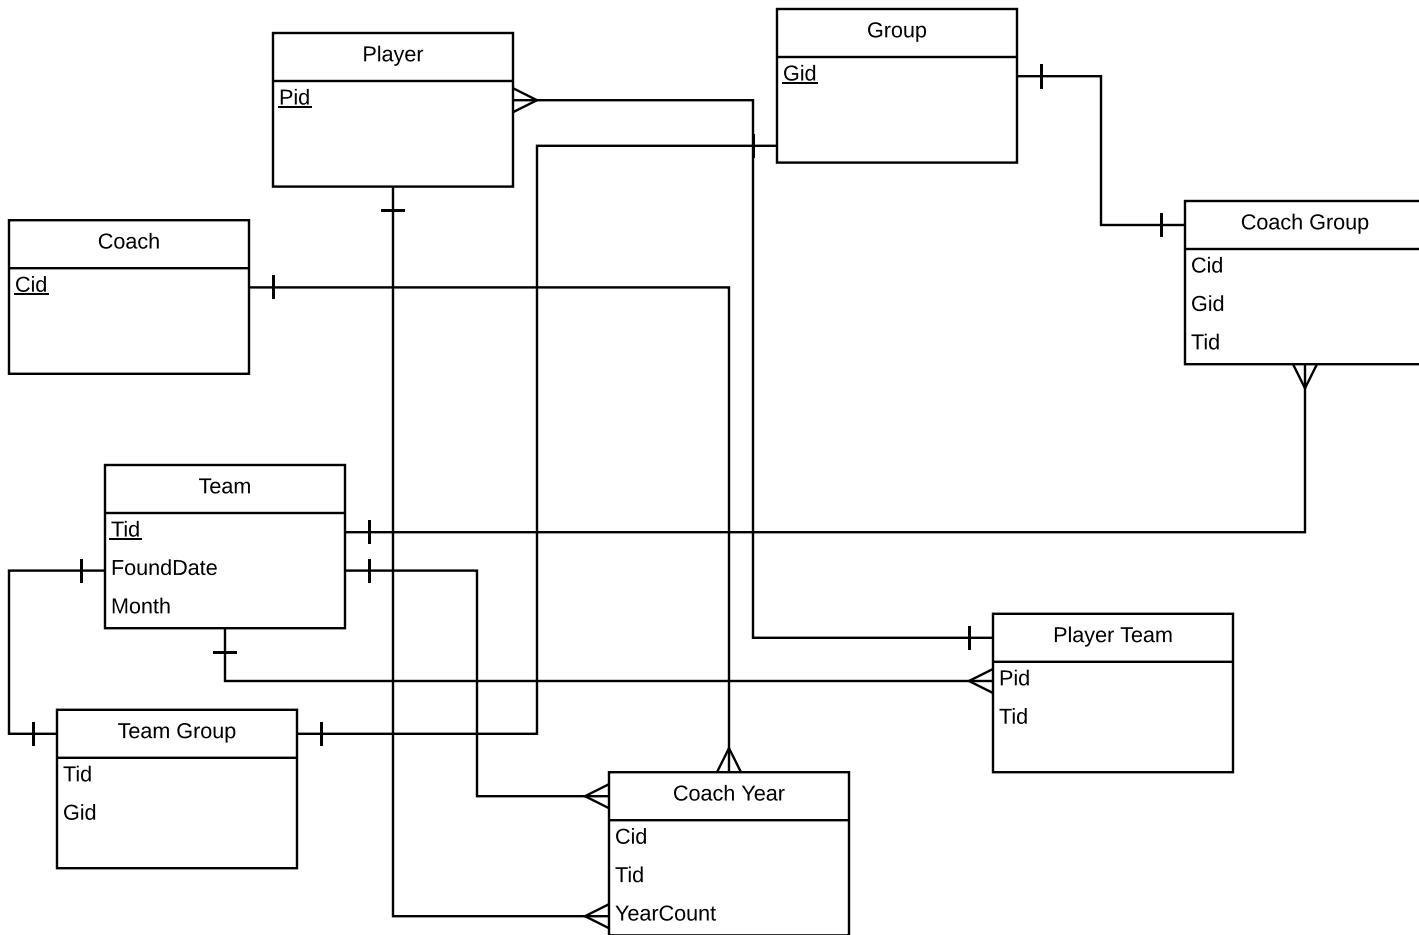 Player
Pid
Group
Gid
Coach
Cid
Coach Group
Cid
Gid
Tid
Team
Tid
FoundDate
Month
Player Team
Pid
Tid
Team Group
Tid
Gid
Coach Year
Cid
Tid
YearCount